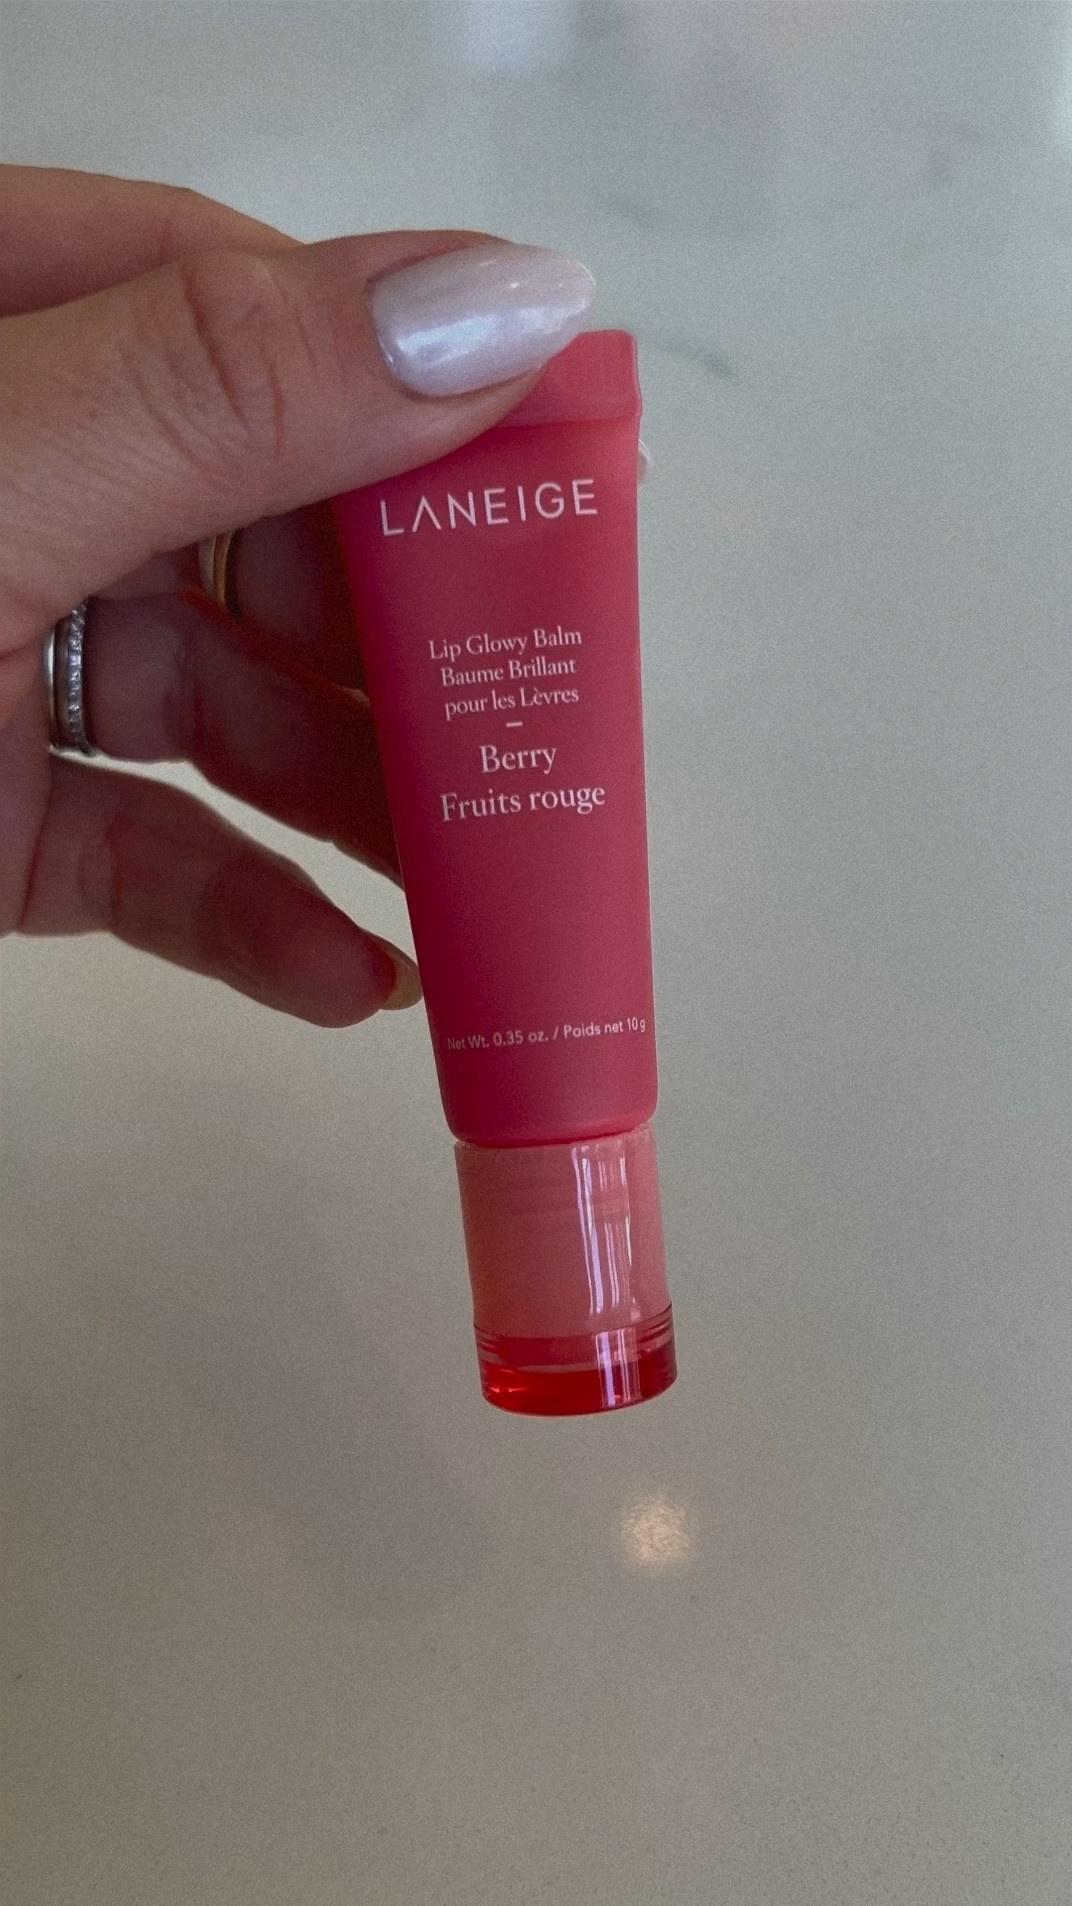 LANEIGE
Lip Glowy Balm
Baume Brillant
pour les Lèvres
Berry
Fruits rouge
Net Wt. 0.35 oz. / Poids net 10 g